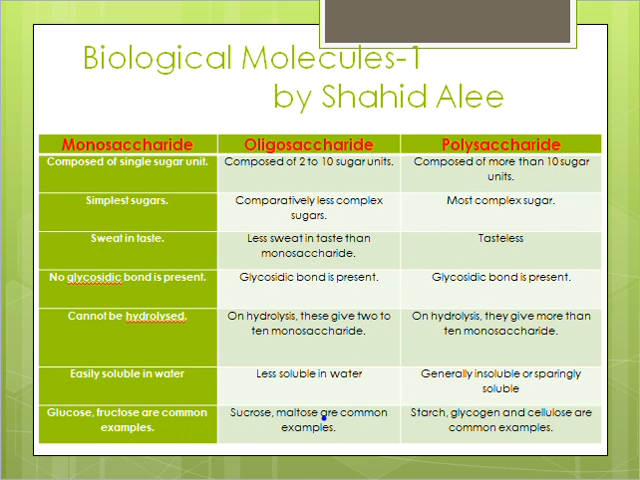 Biological Molecules-1
by Shahid Alee
Monosaccharide Oligosaccharide Polysaccharide
Composed of single sugar unit. Composed of 2 to 10 sugar units. Composed of more than 10 sugar
units.
Simplest sugars. Comparatively less complex Most complex sugar.
sugars.
Sweat in taste. Less sweat in taste than Tasteless
monosaccharide.
No glycosidic bond is present. Glycosidic bond is present. Glycosidic bond is present.
Cannot be hydrolysed. On hydrolysis, these give two to On hydrolysis, they give more than
ten monosaccharide. ten monosaccharide.
Easily soluble in water Less soluble in water Generally insoluble or sparingly
soluble
Glucose, fructose are common Sucrose, maltose are common Starch, glycogen and cellulose are
examples. examples. common examples.